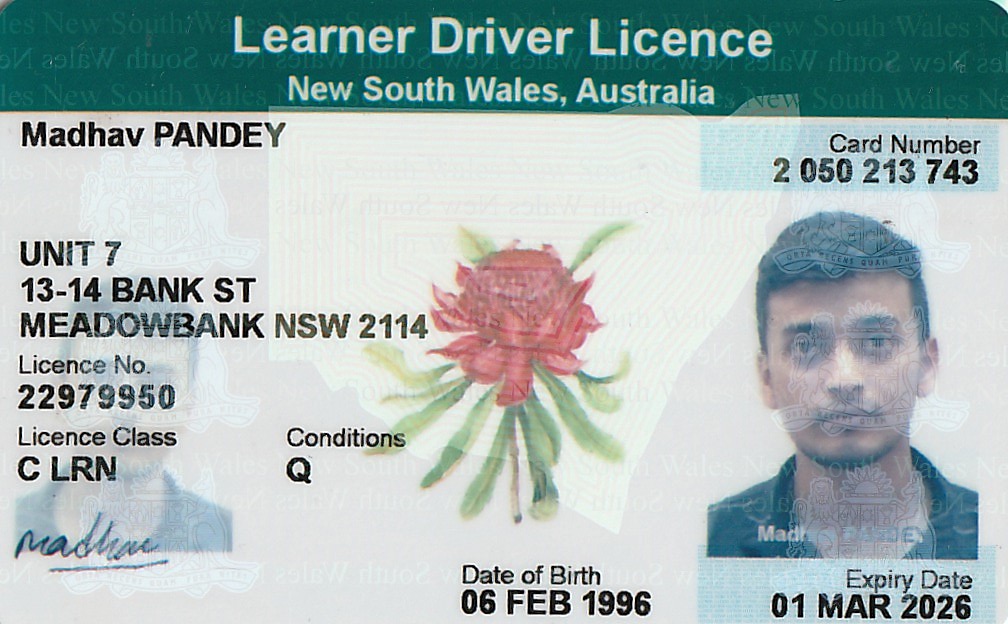 Learner Driver Licence
New South Wales, Australia
Madhav PANDEY
Card Number
2 050 213 743
UNIT 7
13-14 BANK ST
MEADOWBANK NSW 2114
Licence No.
22979950
Licence Class
C LRN
Conditions
Q
madhav
Date of Birth
06 FEB 1996
Expiry Date
01 MAR 2026